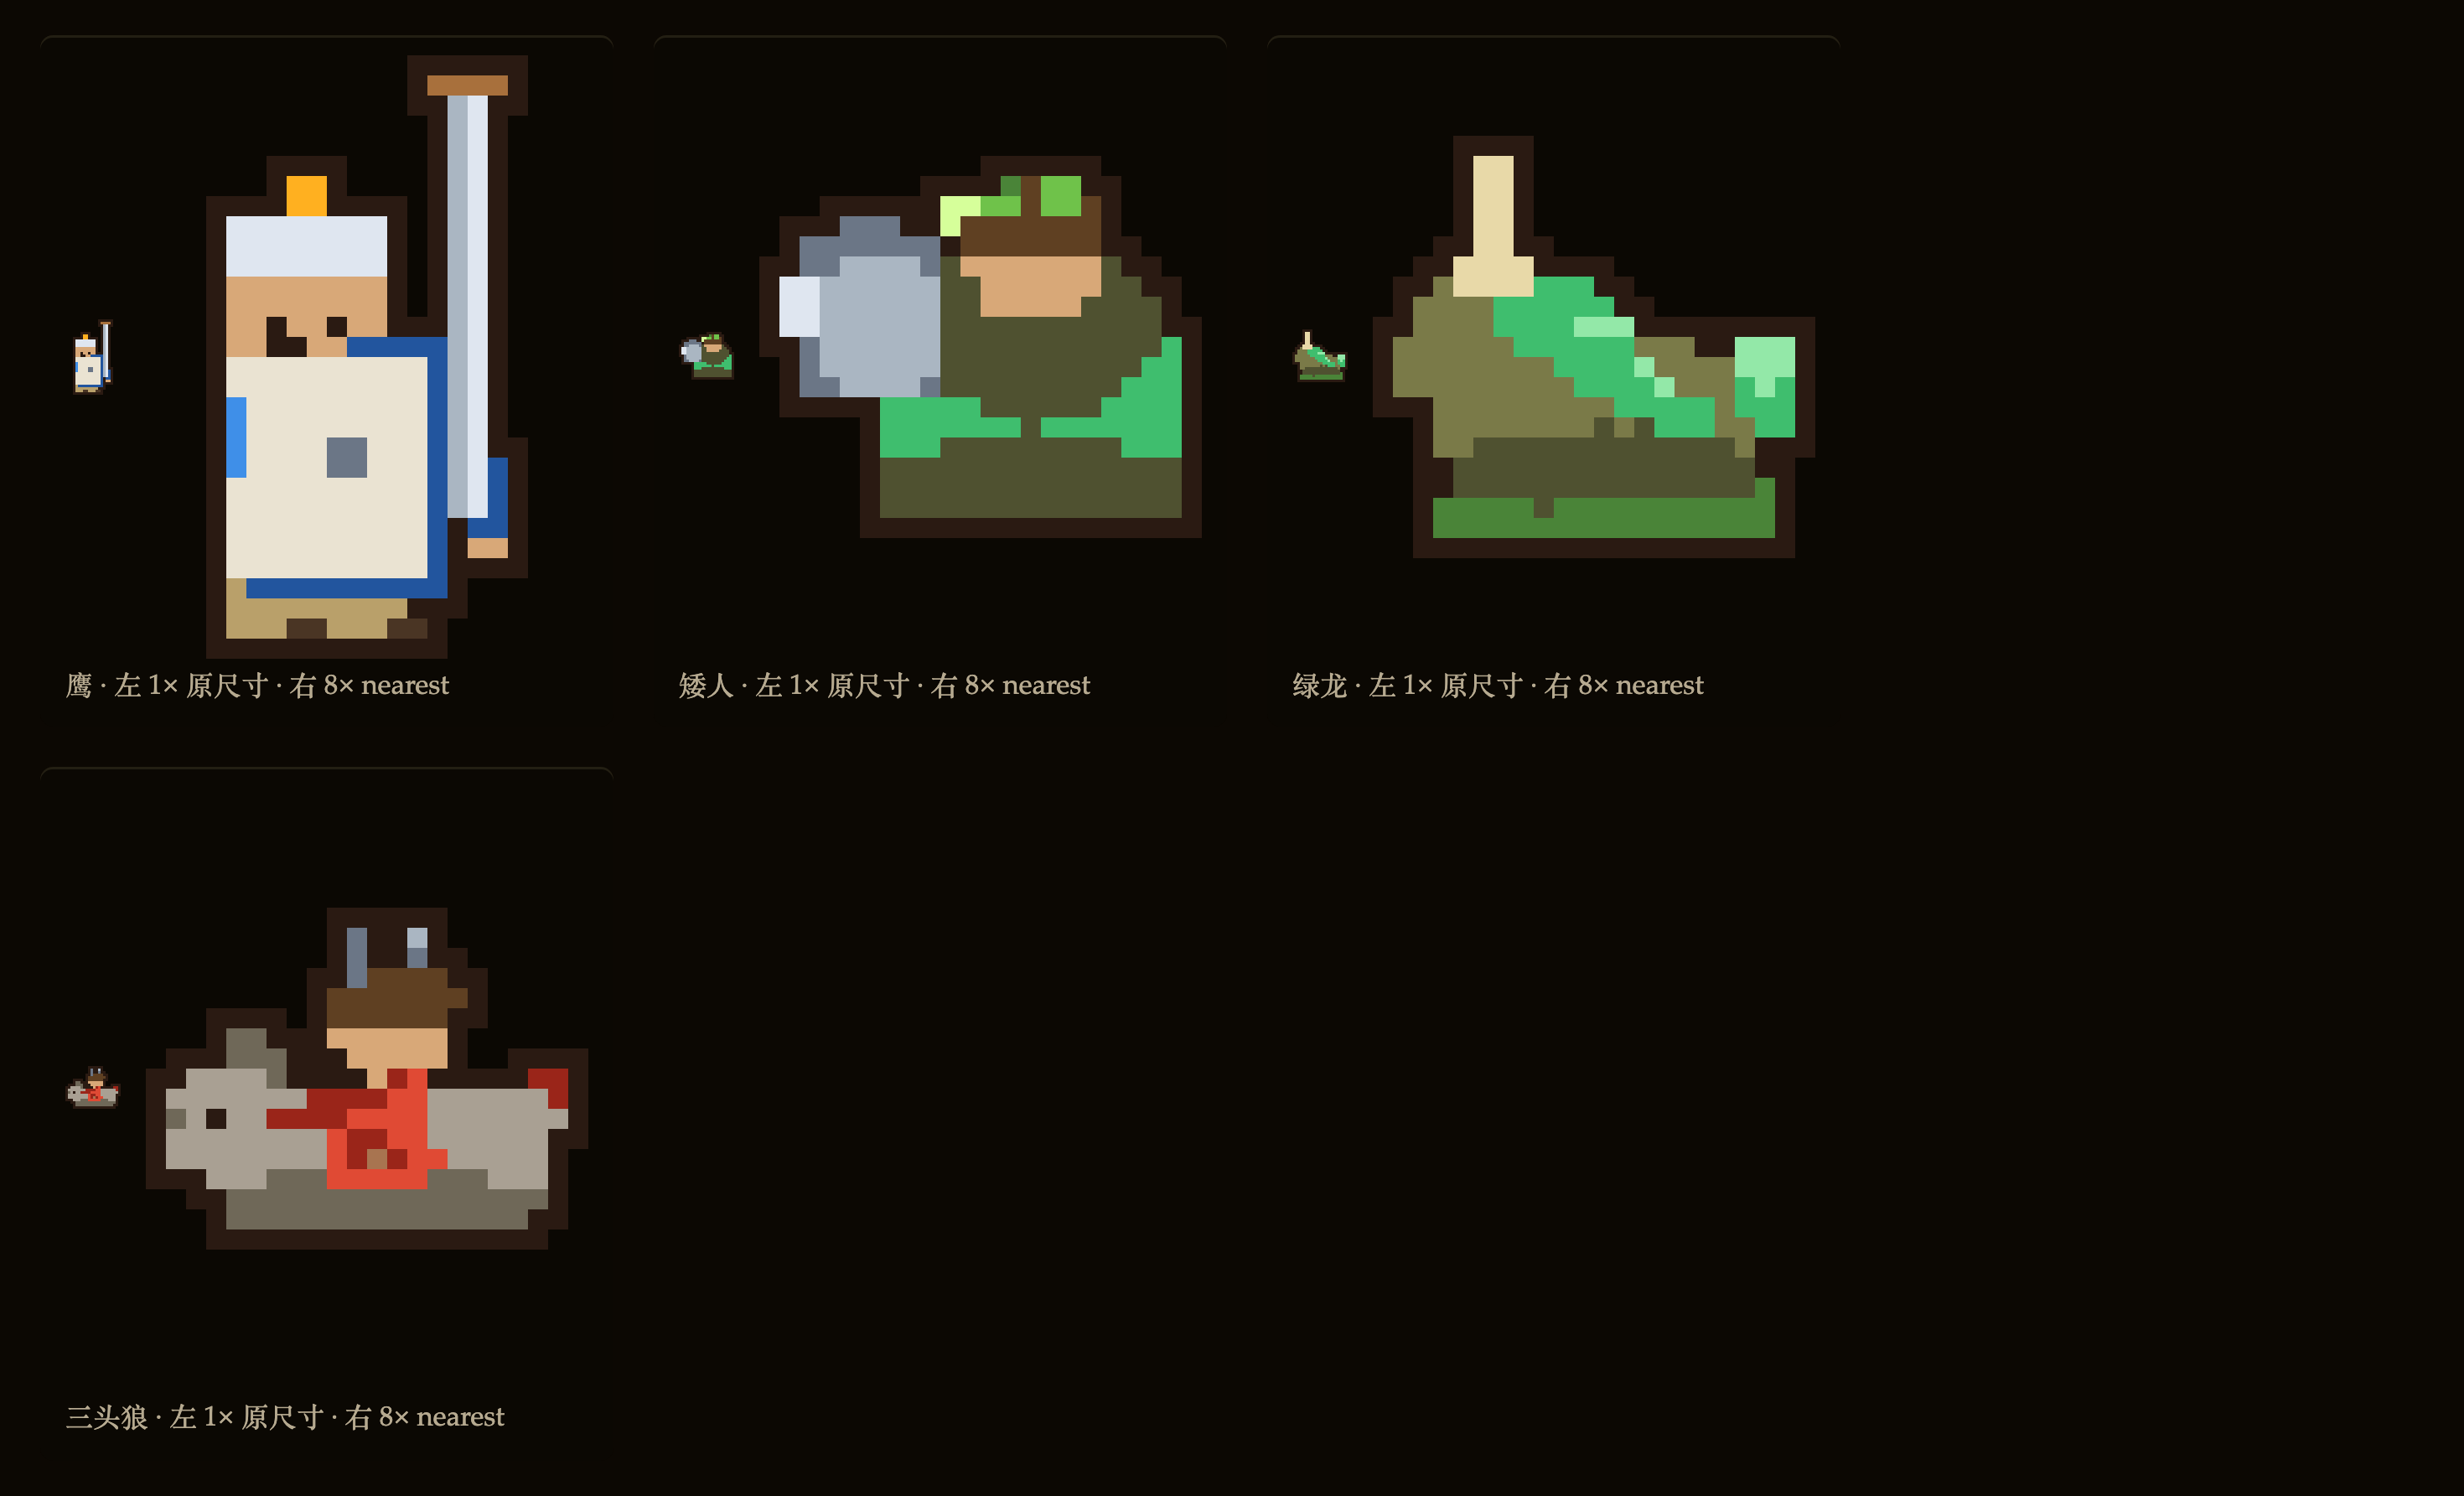 鹰 · 左 1× 原尺寸 · 右 8× nearest
矮人 · 左 1× 原尺寸 · 右 8× nearest
绿龙 · 左 1× 原尺寸 · 右 8× nearest
三头狼 · 左 1× 原尺寸 · 右 8× nearest